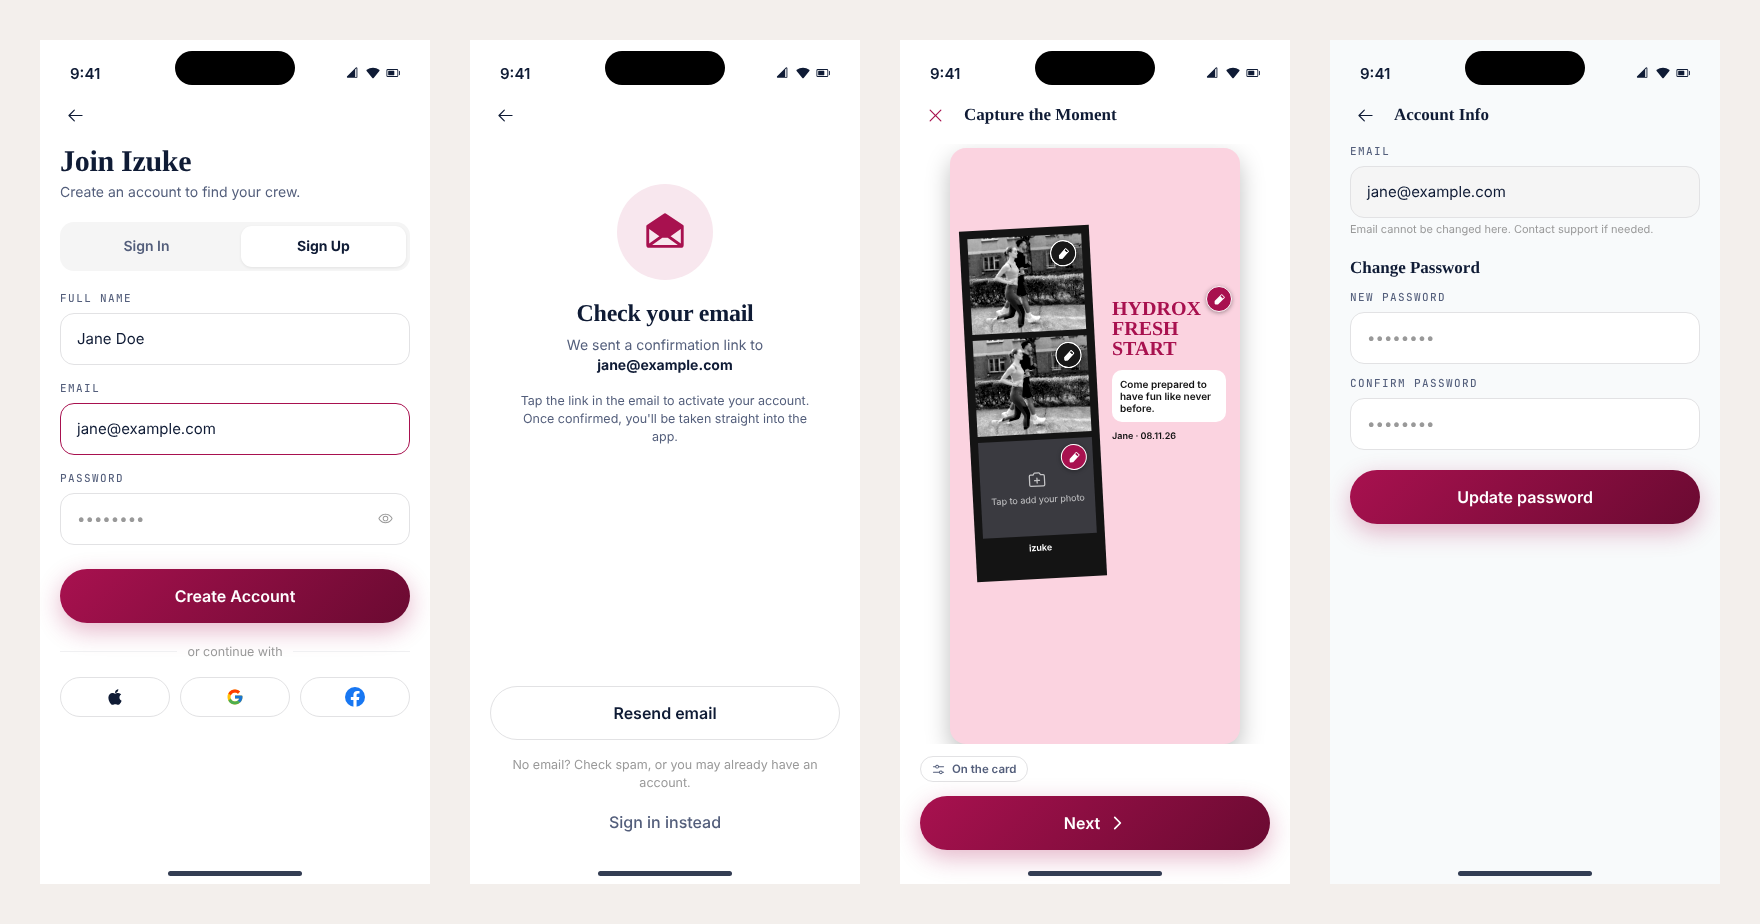 9:41
Join Izuke
Create an account to find your crew.
Sign In
Sign Up
FULL NAME
Jane Doe
EMAIL
jane@example.com
PASSWORD
••••••••
Create Account
or continue with
9:41
Check your email
We sent a confirmation link to
jane@example.com
Tap the link in the email to activate your account.
Once confirmed, you'll be taken straight into the
app.
Resend email
No email? Check spam, or you may already have an
account.
Sign in instead
9:41
Capture the Moment
HYDROX
FRESH
START
Come prepared to
have fun like never
before.
Jane · 08.11.26
Tap to add your photo
izuke
On the card
Next
9:41
Account Info
EMAIL
jane@example.com
Email cannot be changed here. Contact support if needed.
Change Password
NEW PASSWORD
••••••••
CONFIRM PASSWORD
••••••••
Update password